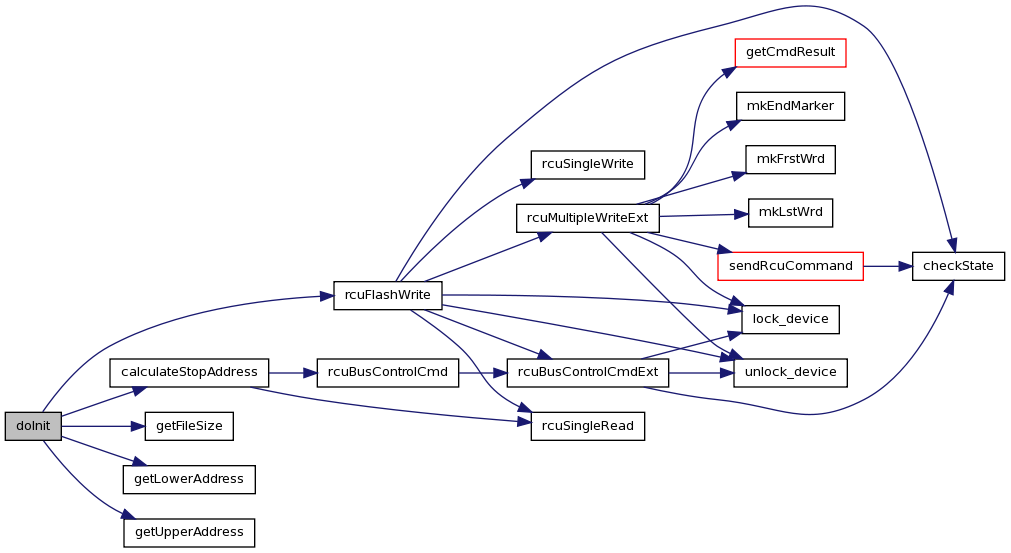 getCmdResult
mkEndMarker
mkFrstWrd
rcuSingleWrite
mkLstWrd
rcuMultipleWriteExt
sendRcuCommand
checkState
rcuFlashWrite
lock_device
calculateStopAddress
rcuBusControlCmd
rcuBusControlCmdExt
unlock_device
doInit
getFileSize
rcuSingleRead
getLowerAddress
getUpperAddress